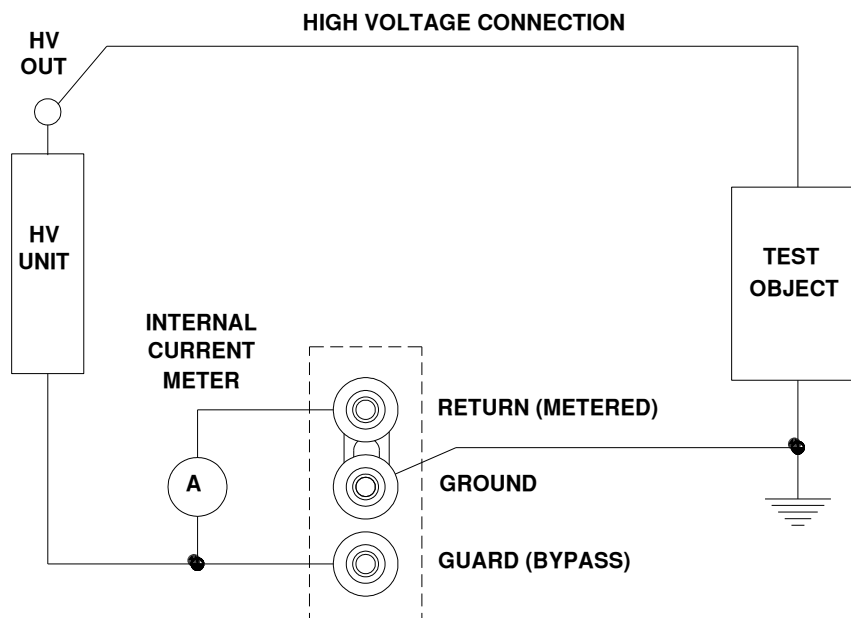 HIGH VOLTAGE CONNECTION
HV
OUT
HV
UNIT
TEST
OBJECT
INTERNAL
CURRENT
METER
RETURN (METERED)
A
GROUND
GUARD (BYPASS)